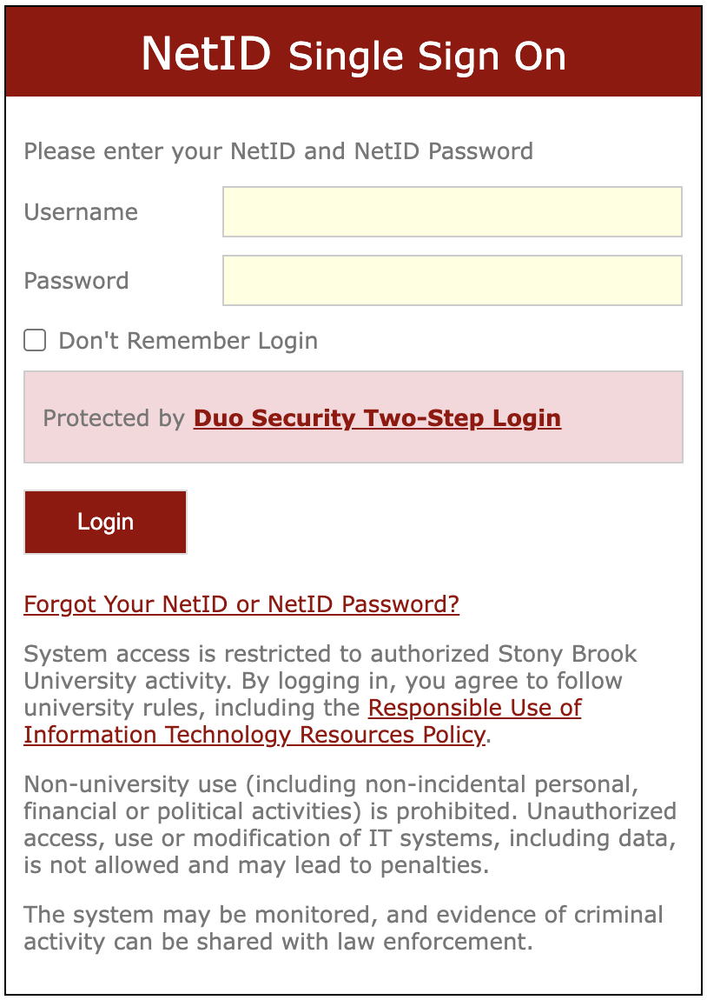 NetID Single Sign On
Please enter your NetID and NetID Password
Username
Password
Don't Remember Login
Protected by Duo Security Two-Step Login
Login
Forgot Your NetID or NetID Password?
System access is restricted to authorized Stony Brook
University activity. By logging in, you agree to follow
university rules, including the Responsible Use of
Information Technology Resources Policy.
Non-university use (including non-incidental personal,
financial or political activities) is prohibited. Unauthorized
access, use or modification of IT systems, including data,
is not allowed and may lead to penalties.
The system may be monitored, and evidence of criminal
activity can be shared with law enforcement.